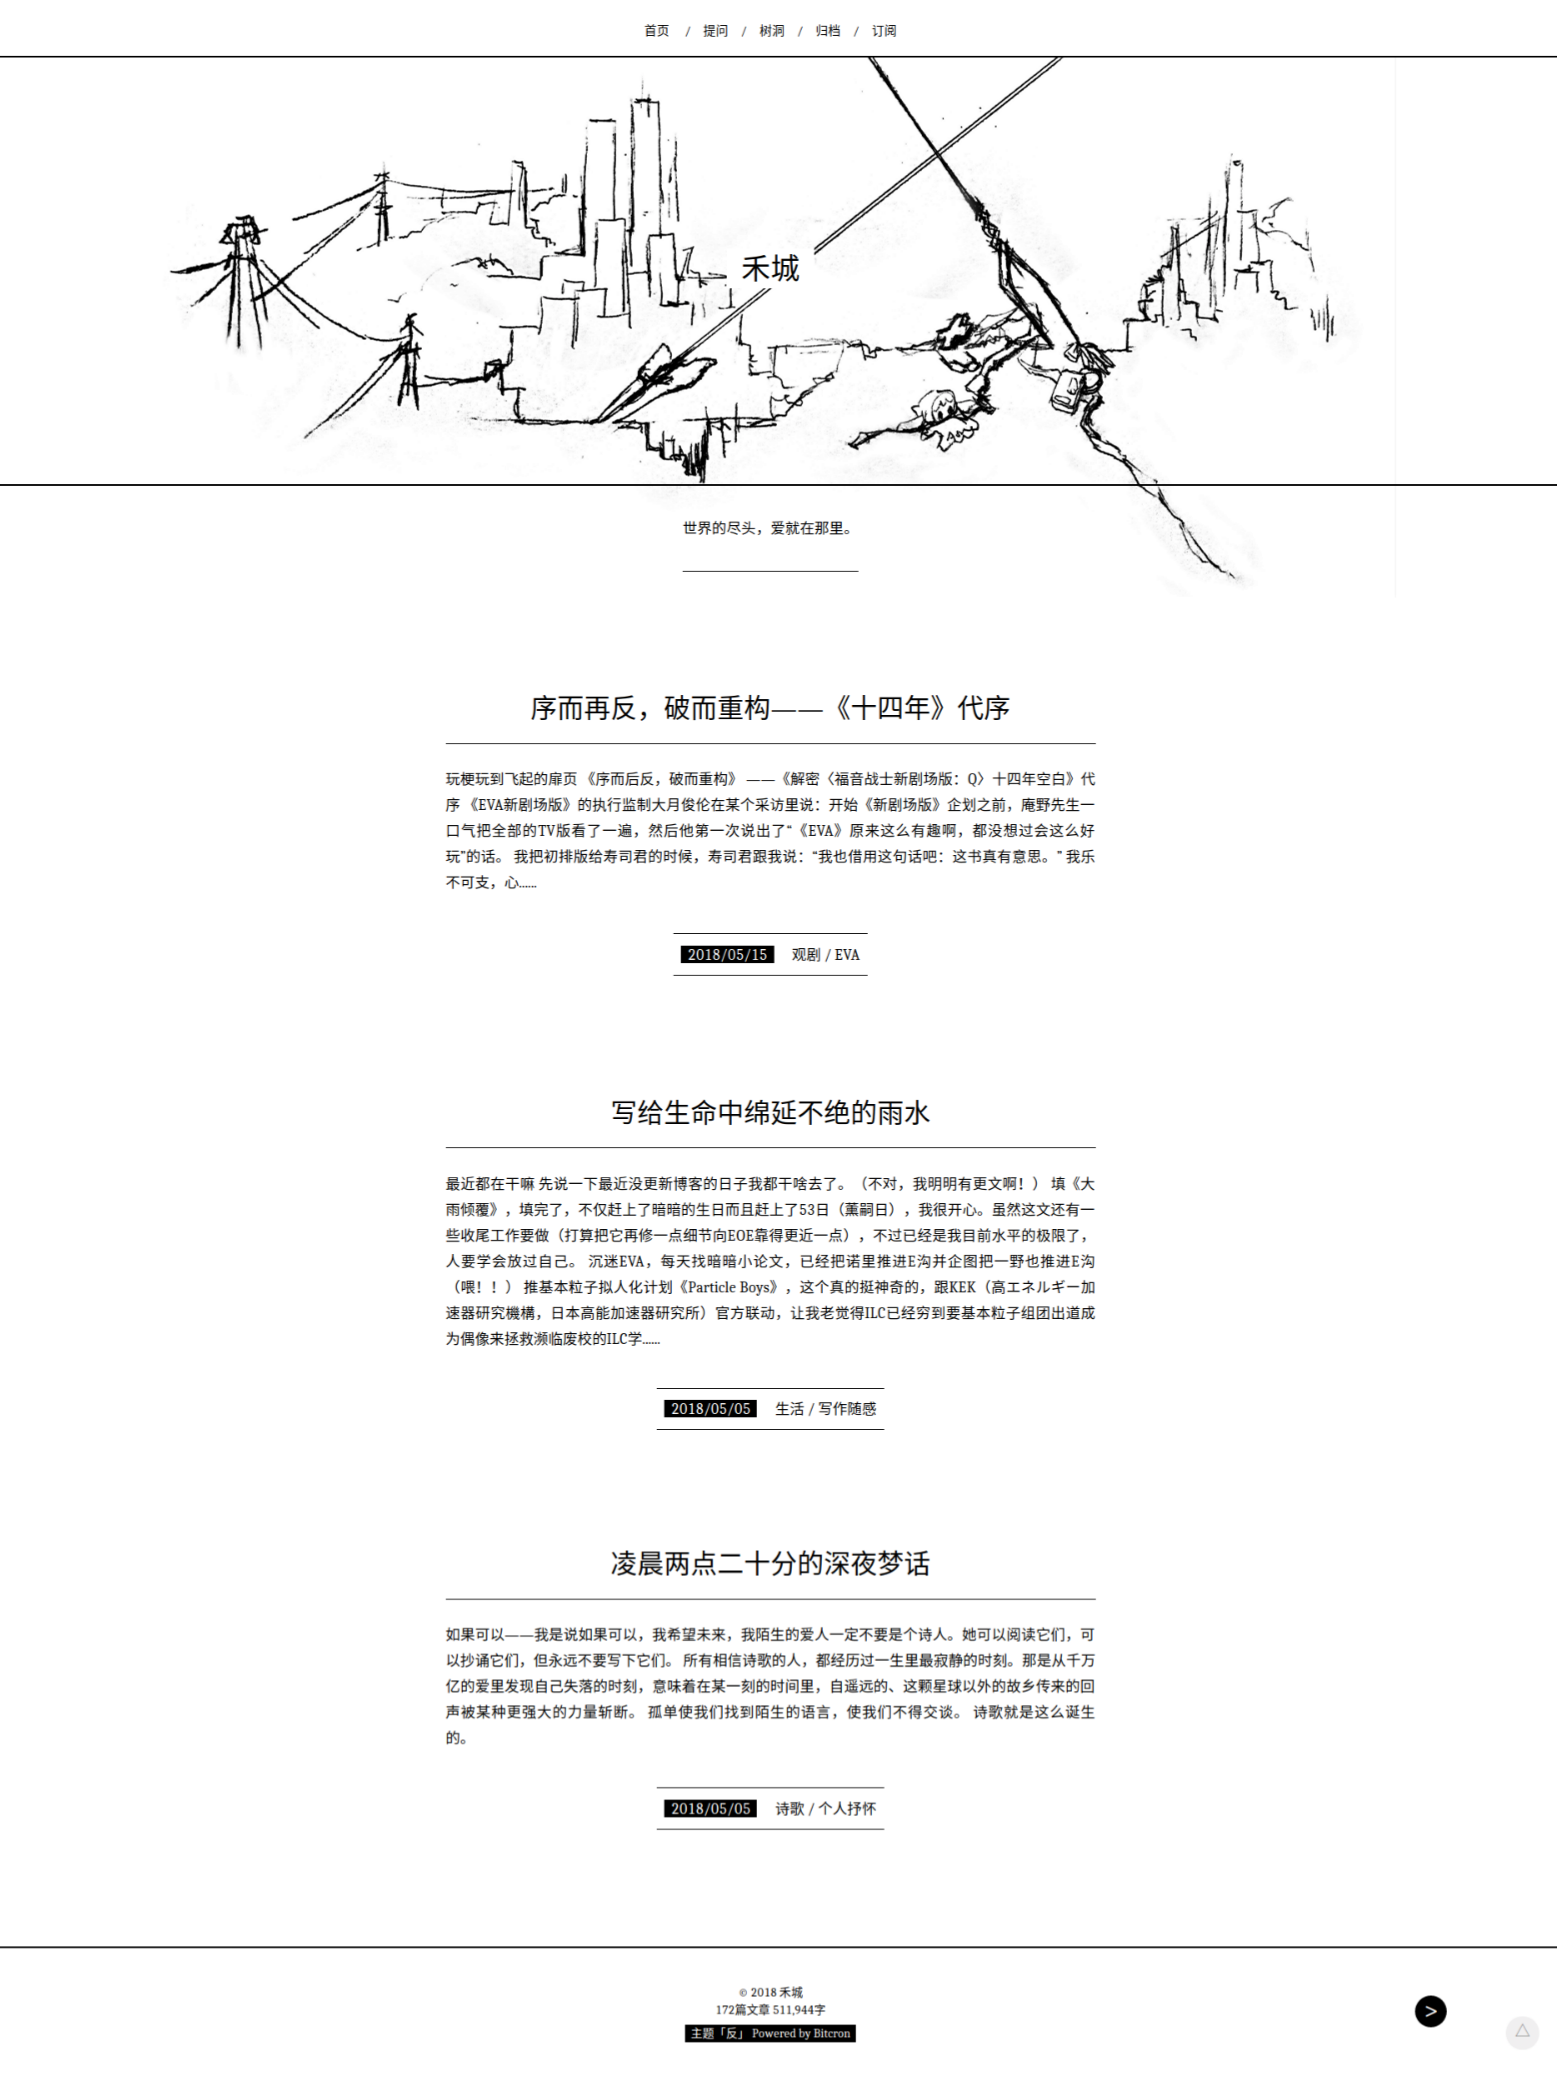 首页 / 提问 / 树洞 / 归档 / 订阅
禾城
世界的尽头，爱就在那里。
序而再反，破而重构——《十四年》代序
玩梗玩到飞起的扉页 《序而后反，破而重构》 ——《解密〈福音战士新剧场版：Q〉十四年空白》代
序 《EVA新剧场版》的执行监制大月俊伦在某个采访里说：开始《新剧场版》企划之前，庵野先生一
口气把全部的TV版看了一遍，然后他第一次说出了“《EVA》原来这么有趣啊，都没想过会这么好
玩”的话。 我把初排版给寿司君的时候，寿司君跟我说：“我也借用这句话吧：这书真有意思。” 我乐
不可支，心......
2018/05/15 观剧 / EVA
写给生命中绵延不绝的雨水
最近都在干嘛 先说一下最近没更新博客的日子我都干啥去了。（不对，我明明有更文啊！） 填《大
雨倾覆》，填完了，不仅赶上了暗暗的生日而且赶上了53日（薰嗣日），我很开心。虽然这文还有一
些收尾工作要做（打算把它再修一点细节向EOE靠得更近一点），不过已经是我目前水平的极限了，
人要学会放过自己。 沉迷EVA，每天找暗暗小论文，已经把诺里推进E沟并企图把一野也推进E沟
（喂！！） 推基本粒子拟人化计划《Particle Boys》，这个真的挺神奇的，跟KEK（高エネルギー加
速器研究機構，日本高能加速器研究所）官方联动，让我老觉得ILC已经穷到要基本粒子组团出道成
为偶像来拯救濒临废校的ILC学......
2018/05/05 生活 / 写作随感
凌晨两点二十分的深夜梦话
如果可以——我是说如果可以，我希望未来，我陌生的爱人一定不要是个诗人。她可以阅读它们，可
以抄诵它们，但永远不要写下它们。 所有相信诗歌的人，都经历过一生里最寂静的时刻。那是从千万
亿的爱里发现自己失落的时刻，意味着在某一刻的时间里，自遥远的、这颗星球以外的故乡传来的回
声被某种更强大的力量斩断。 孤单使我们找到陌生的语言，使我们不得交谈。 诗歌就是这么诞生
的。
2018/05/05 诗歌 / 个人抒怀
© 2018 禾城
172篇文章 511,944字
主题「反」 Powered by Bitcron
>